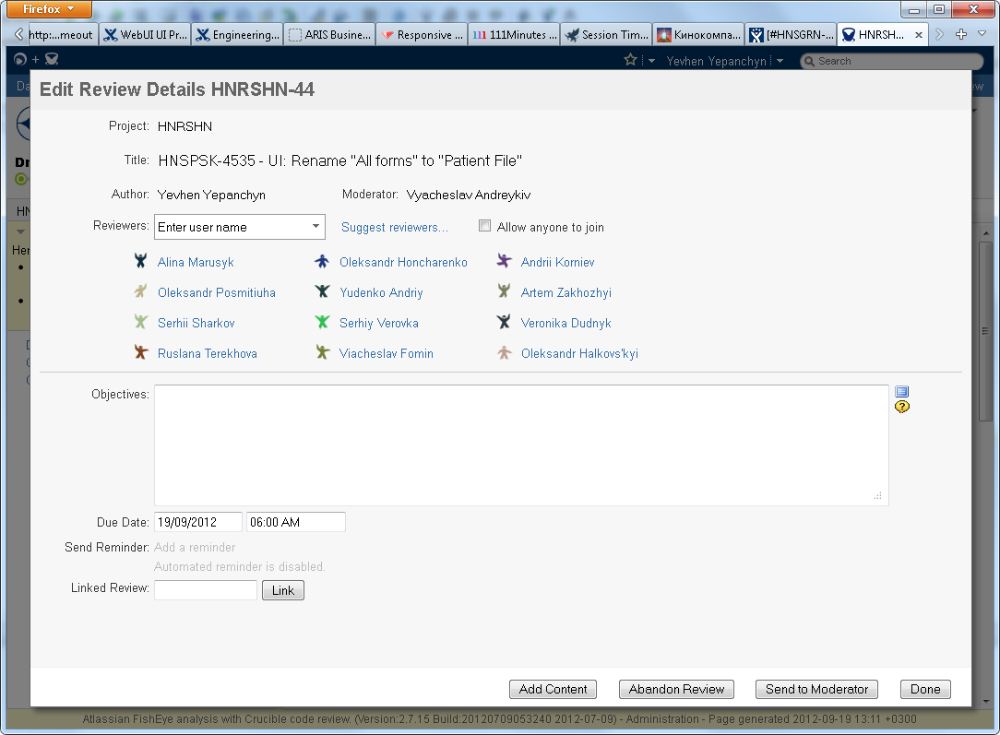 Firefox
http:...meout
WebUI UI Pr...
Engineering...
ARIS Busine...
Responsive ...
111 111Minutes ...
Session Tim...
Кинокомпа...
[#HNSGRN-...
HNRSH...
Yevhen Yepanchyn
Search
Edit Review Details HNRSHN-44
Project: HNRSHN
Title: HNSPSK-4535 - UI: Rename "All forms" to "Patient File"
Author: Yevhen Yepanchyn Moderator: Vyacheslav Andreykiv
Reviewers: Enter user name Suggest reviewers... Allow anyone to join
Alina Marusyk Oleksandr Honcharenko Andrii Korniev
Oleksandr Posmitiuha Yudenko Andriy Artem Zakhozhyi
Serhii Sharkov Serhiy Verovka Veronika Dudnyk
Ruslana Terekhova Viacheslav Fomin Oleksandr Halkovs'kyi
Objectives:
Due Date: 19/09/2012 06:00 AM
Send Reminder: Add a reminder
Automated reminder is disabled.
Linked Review: Link
Add Content Abandon Review Send to Moderator Done
Atlassian FishEye analysis with Crucible code review. (Version:2.7.15 Build:20120709053240 2012-07-09) - Administration - Page generated 2012-09-19 13:11 +0300